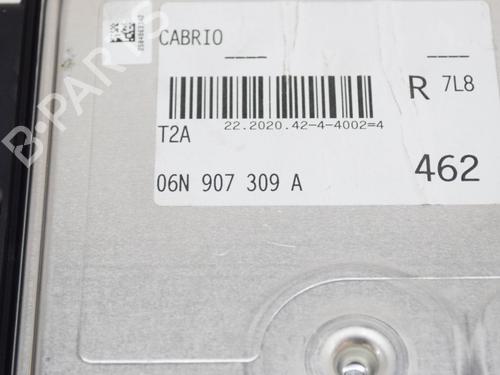 CABRIO
R 7L8
22.2020.42-4-4002=4
T2A
06N 907 309 A
462
B-PARTS